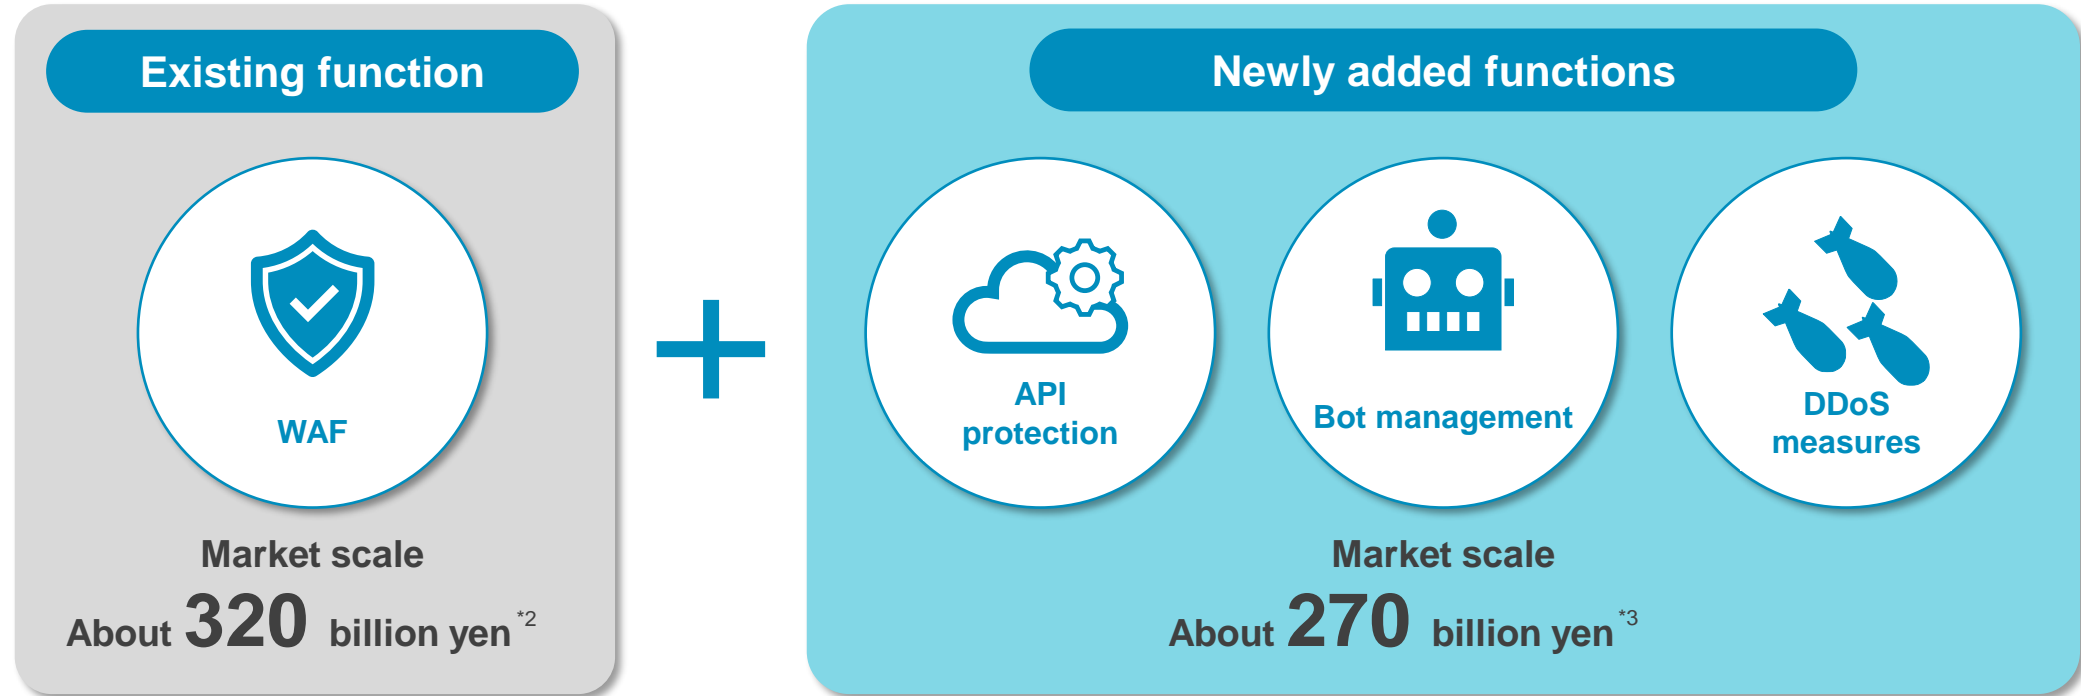 Existing function
WAF
Market scale
About 320 billion yen *2
Newly added functions
API
protection
Bot management
DDoS
measures
Market scale
About 270 billion yen *3